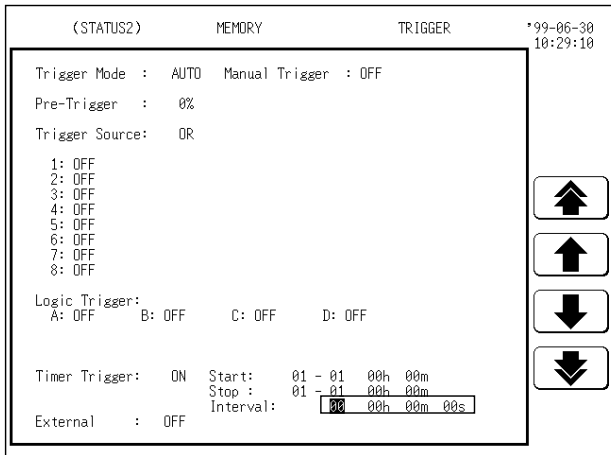 (STATUS2) MEMORY TRIGGER '99-06-30
10:29:10
Trigger Mode : AUTO Manual Trigger : OFF
Pre-Trigger : 0%
Trigger Source: OR
1: OFF
2: OFF
3: OFF
4: OFF
5: OFF
6: OFF
7: OFF
8: OFF
Logic Trigger:
A: OFF B: OFF C: OFF D: OFF
Timer Trigger: ON Start: 01 - 01 00h 00m
Stop : 01 - 01 00h 00m
Interval: 00 00h 00m 00s
External : OFF